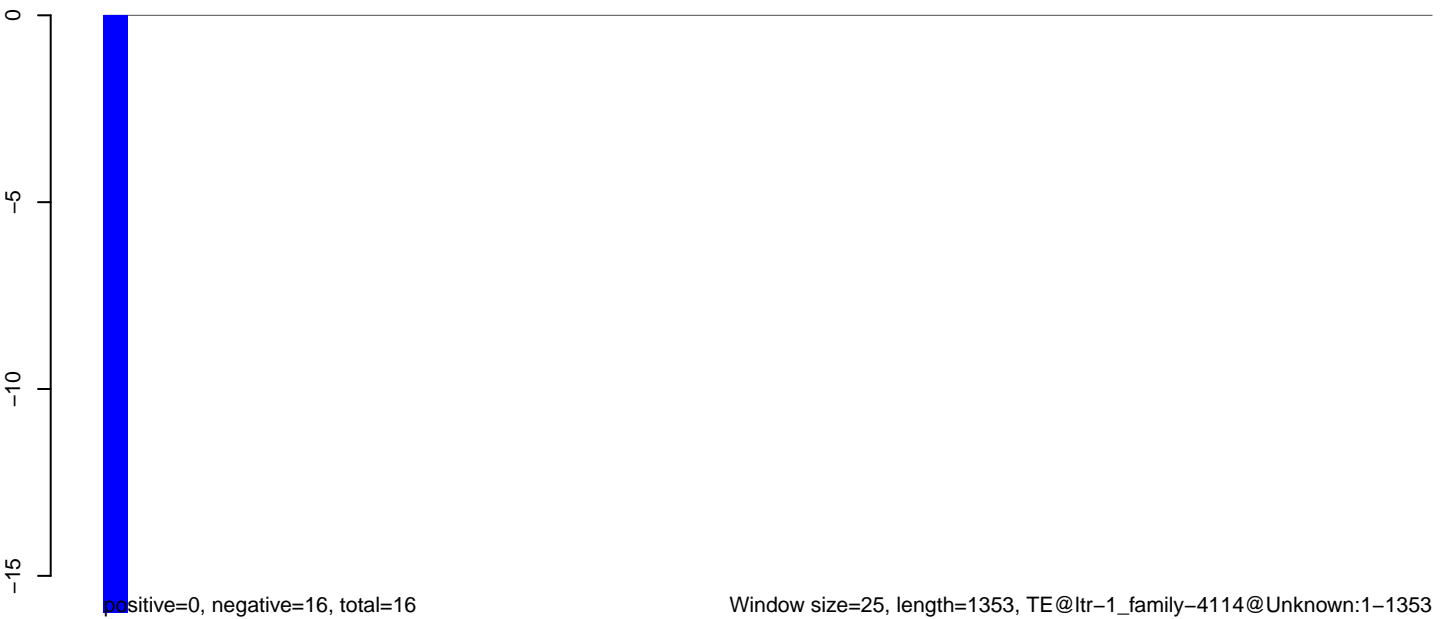 0
−5
−10
−15
positive=0, negative=16, total=16
Window size=25, length=1353, TE@ltr−1_family−4114@Unknown:1−1353